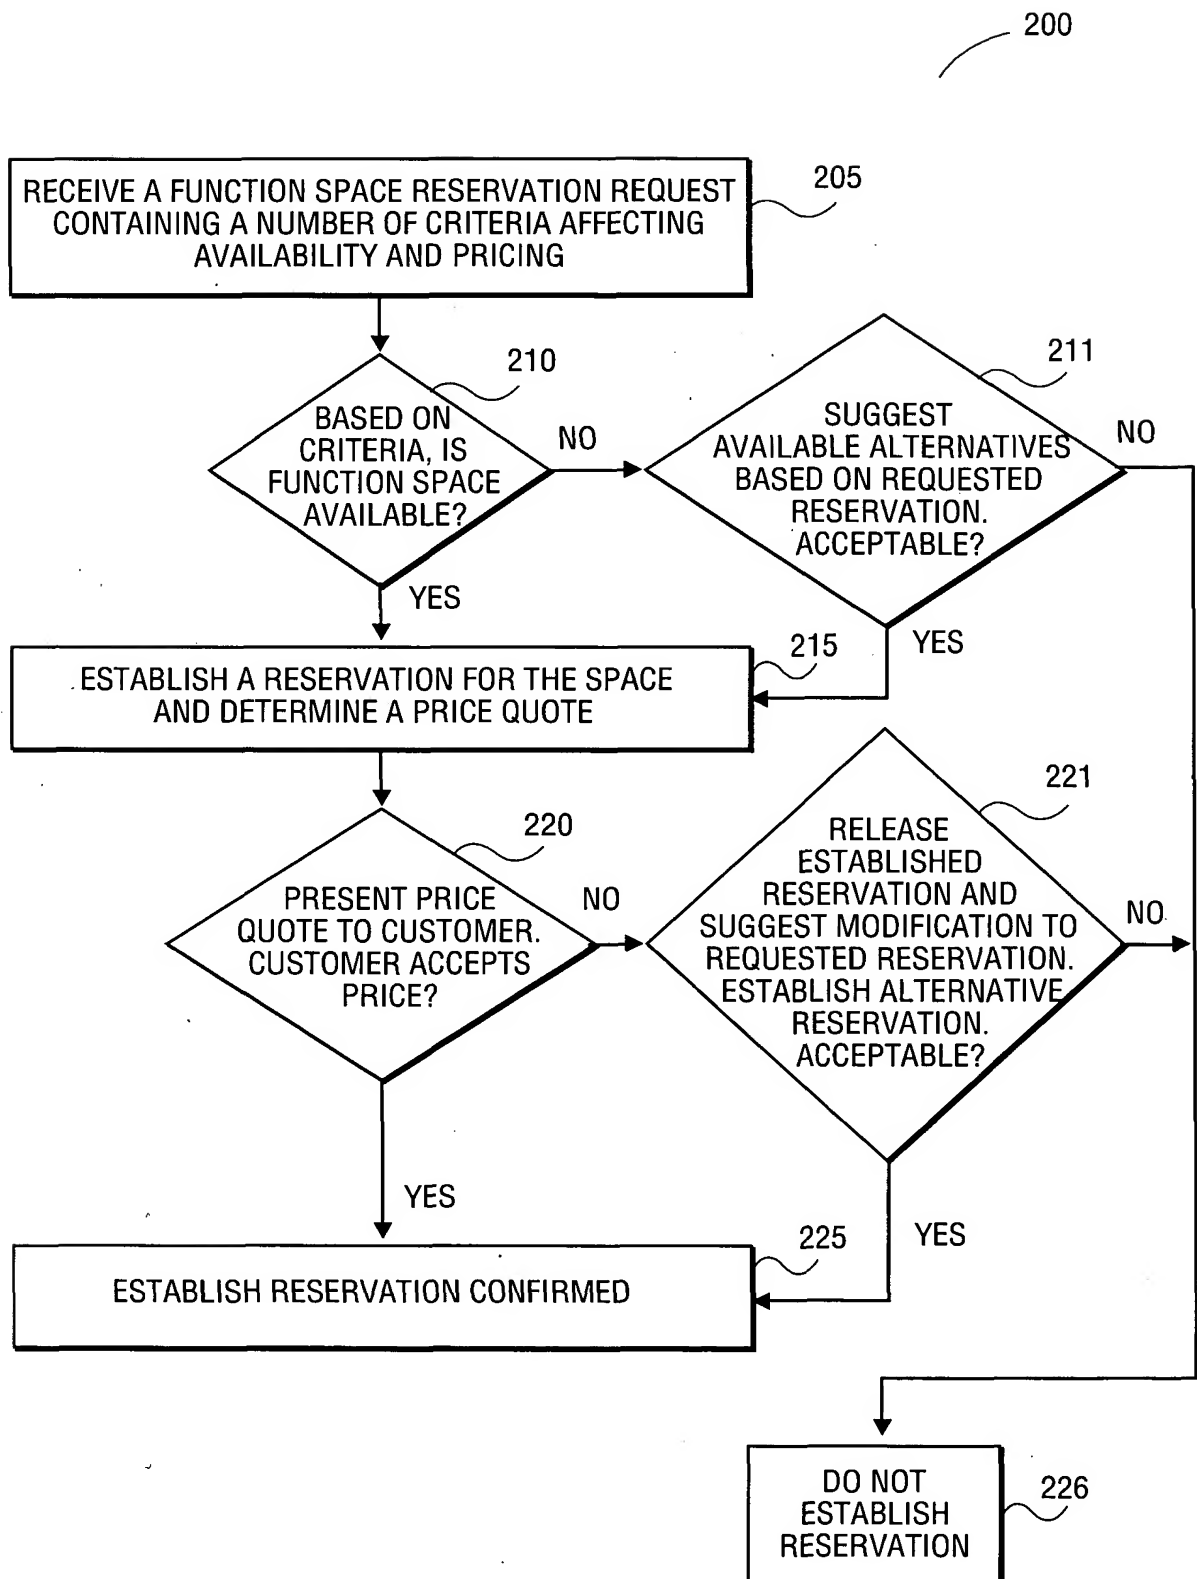 200
RECEIVE A FUNCTION SPACE RESERVATION REQUEST
CONTAINING A NUMBER OF CRITERIA AFFECTING
AVAILABILITY AND PRICING
205
210
BASED ON
CRITERIA, IS
FUNCTION SPACE
AVAILABLE?
NO
YES
211
SUGGEST
AVAILABLE ALTERNATIVES
BASED ON REQUESTED
RESERVATION.
ACCEPTABLE?
NO
YES
215
ESTABLISH A RESERVATION FOR THE SPACE
AND DETERMINE A PRICE QUOTE
220
PRESENT PRICE
QUOTE TO CUSTOMER.
CUSTOMER ACCEPTS
PRICE?
NO
YES
221
RELEASE
ESTABLISHED
RESERVATION AND
SUGGEST MODIFICATION TO
REQUESTED RESERVATION.
ESTABLISH ALTERNATIVE
RESERVATION.
ACCEPTABLE?
NO
YES
225
ESTABLISH RESERVATION CONFIRMED
DO NOT
ESTABLISH
RESERVATION
226